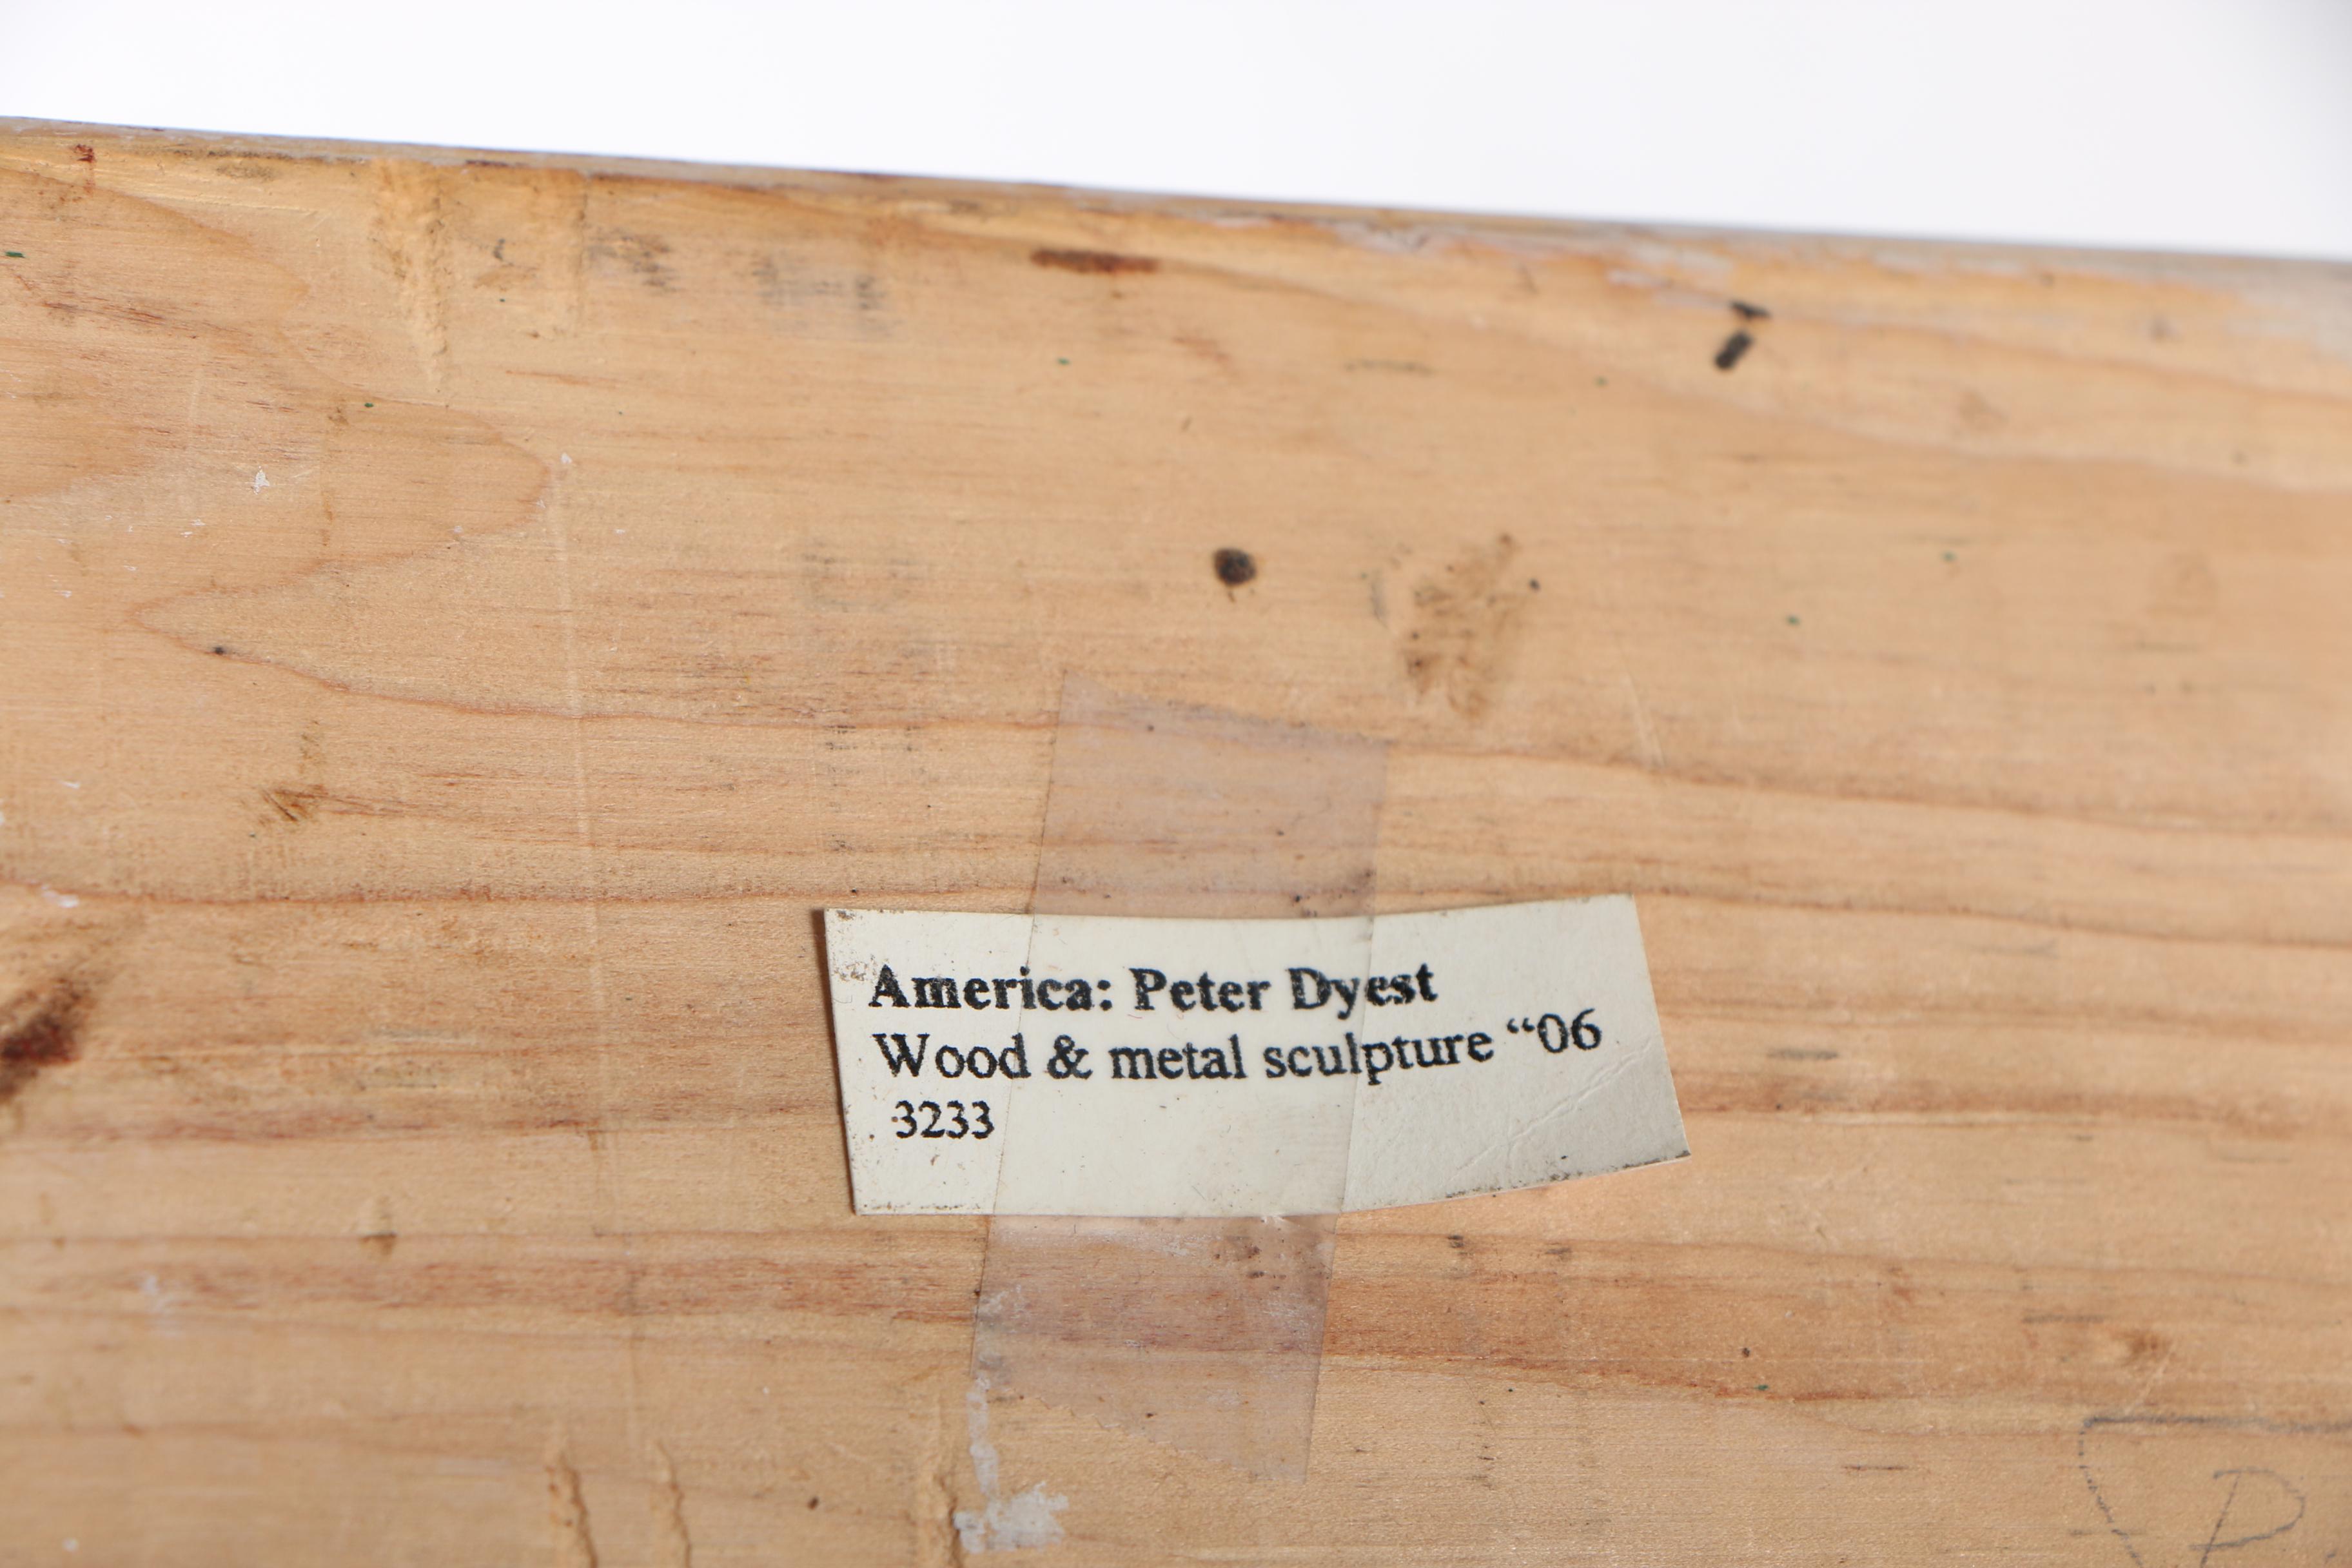 America: Peter Dyest
Wood & metal sculpture “06
3233
P